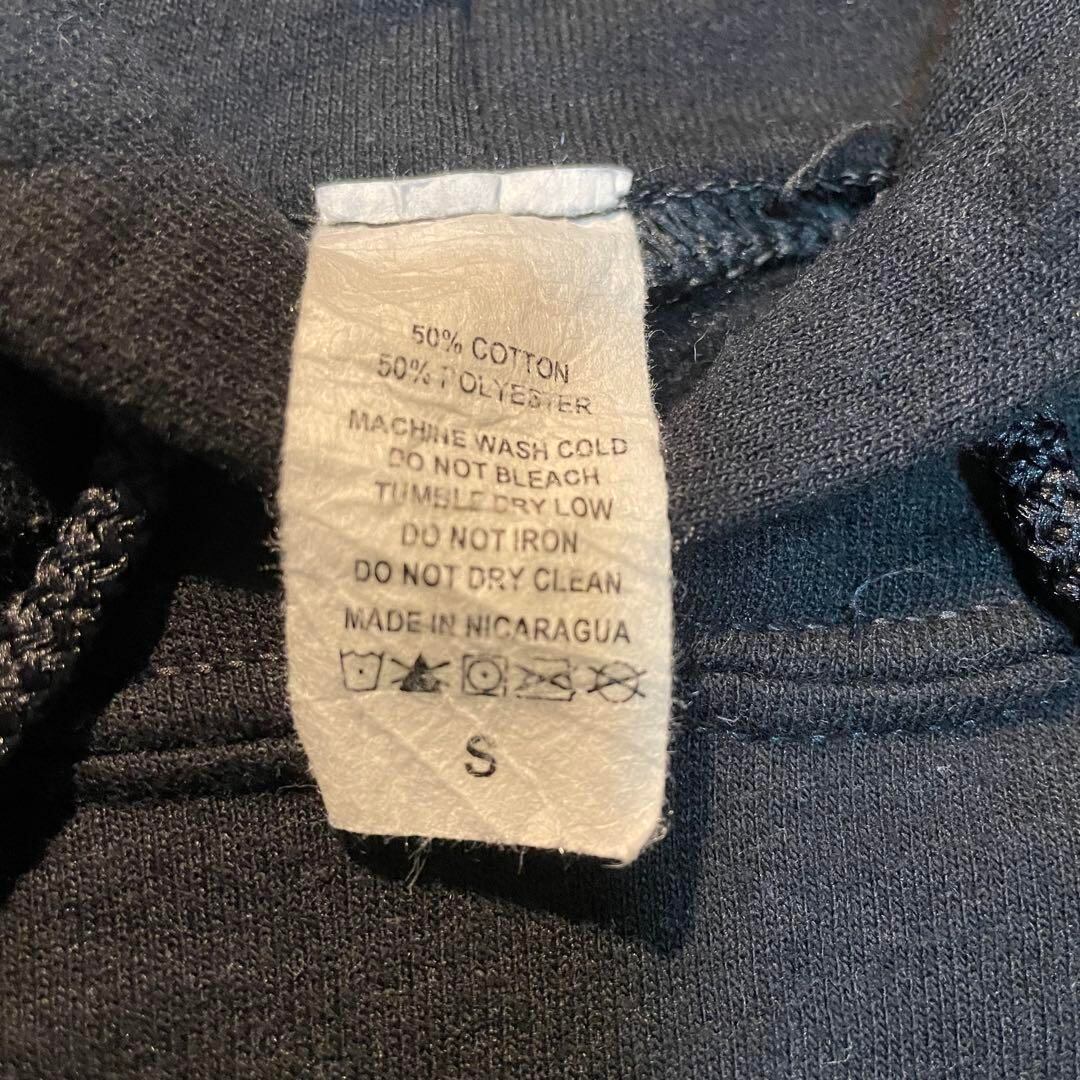 50% COTTON
50% POLYESTER
MACHINE WASH COLD
DO NOT BLEACH
TUMBLE DRY LOW
DO NOT IRON
DO NOT DRY CLEAN
MADE IN NICARAGUA
S